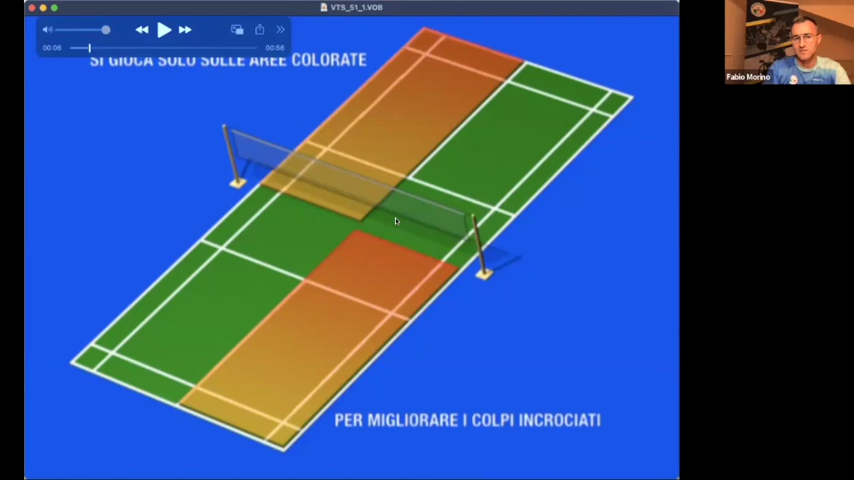 VTS_51_1.VOB
00:06
00:56
SI GIOCA SOLO SULLE AREE COLORATE
PER MIGLIORARE I COLPI INCROCIATI
Fabio Morino